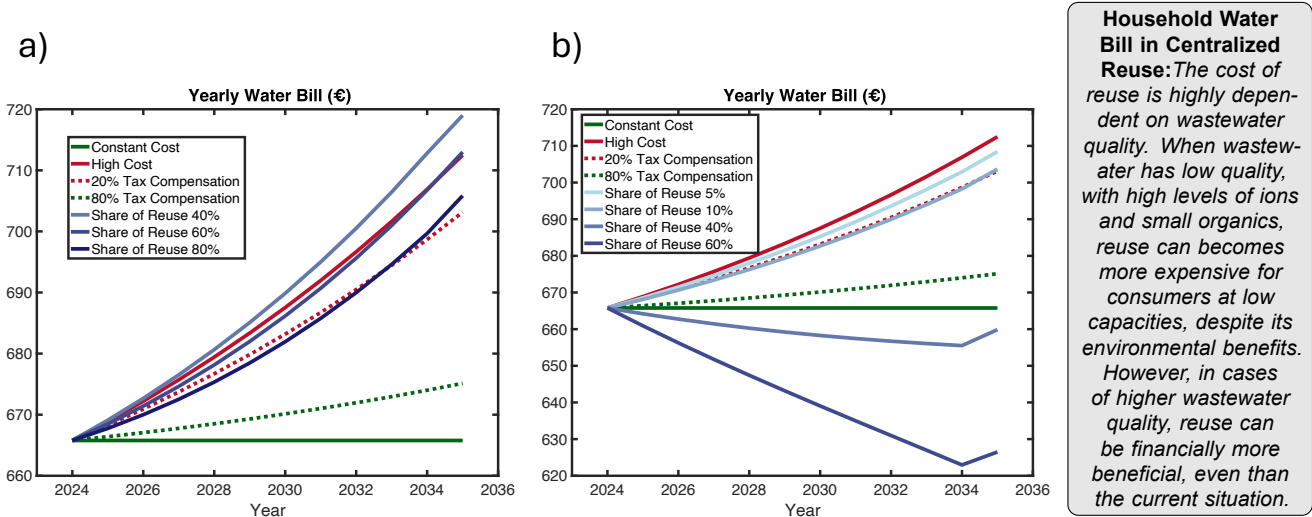 a)
Yearly Water Bill (€)
720
710
700
690
680
670
660
Constant Cost
High Cost
20% Tax Compensation
80% Tax Compensation
Share of Reuse 40%
Share of Reuse 60%
Share of Reuse 80%
2024 2026 2028 2030 2032 2034 2036
Year
b)
Yearly Water Bill (€)
720
710
700
690
680
670
660
650
640
630
620
Constant Cost
High Cost
20% Tax Compensation
80% Tax Compensation
Share of Reuse 5%
Share of Reuse 10%
Share of Reuse 40%
Share of Reuse 60%
2024 2026 2028 2030 2032 2034 2036
Year
Household Water
Bill in Centralized
Reuse:The cost of
reuse is highly depen-
dent on wastewater
quality. When wastew-
ater has low quality,
with high levels of ions
and small organics,
reuse can becomes
more expensive for
consumers at low
capacities, despite its
environmental benefits.
However, in cases
of higher wastewater
quality, reuse can
be financially more
beneficial, even than
the current situation.